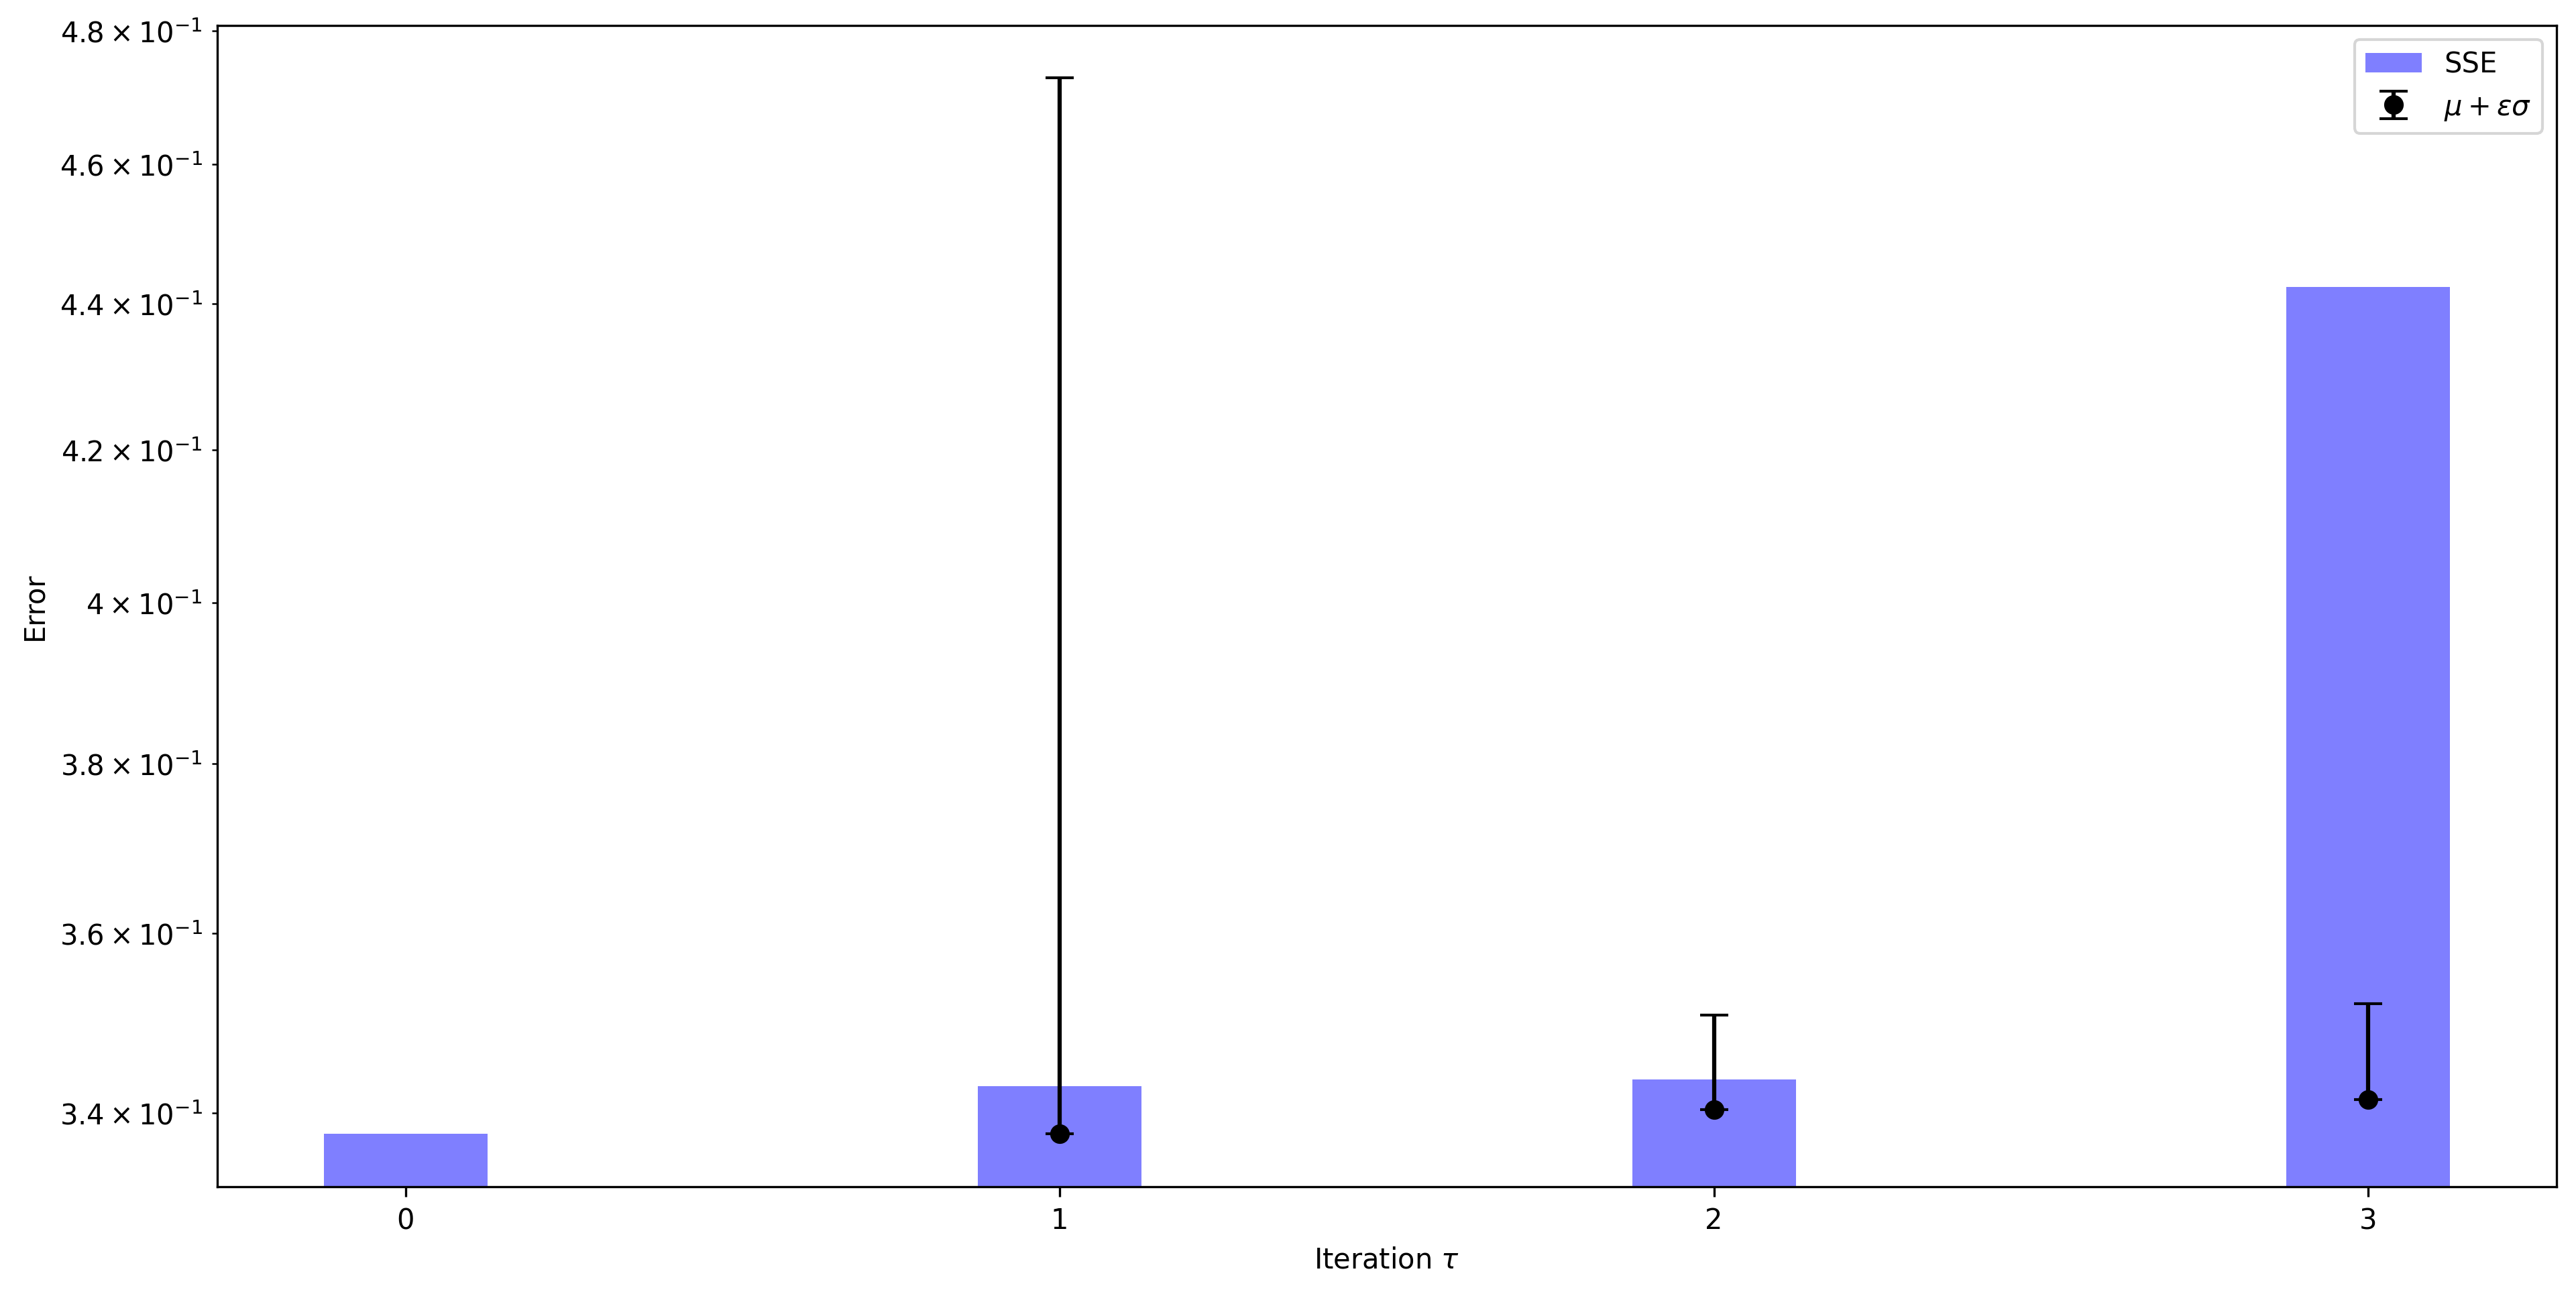 4.8 × 10⁻¹
4.6 × 10⁻¹
4.4 × 10⁻¹
4.2 × 10⁻¹
4 × 10⁻¹
3.8 × 10⁻¹
3.6 × 10⁻¹
3.4 × 10⁻¹
Error
0 1 2 3
Iteration τ
SSE
μ + εσ